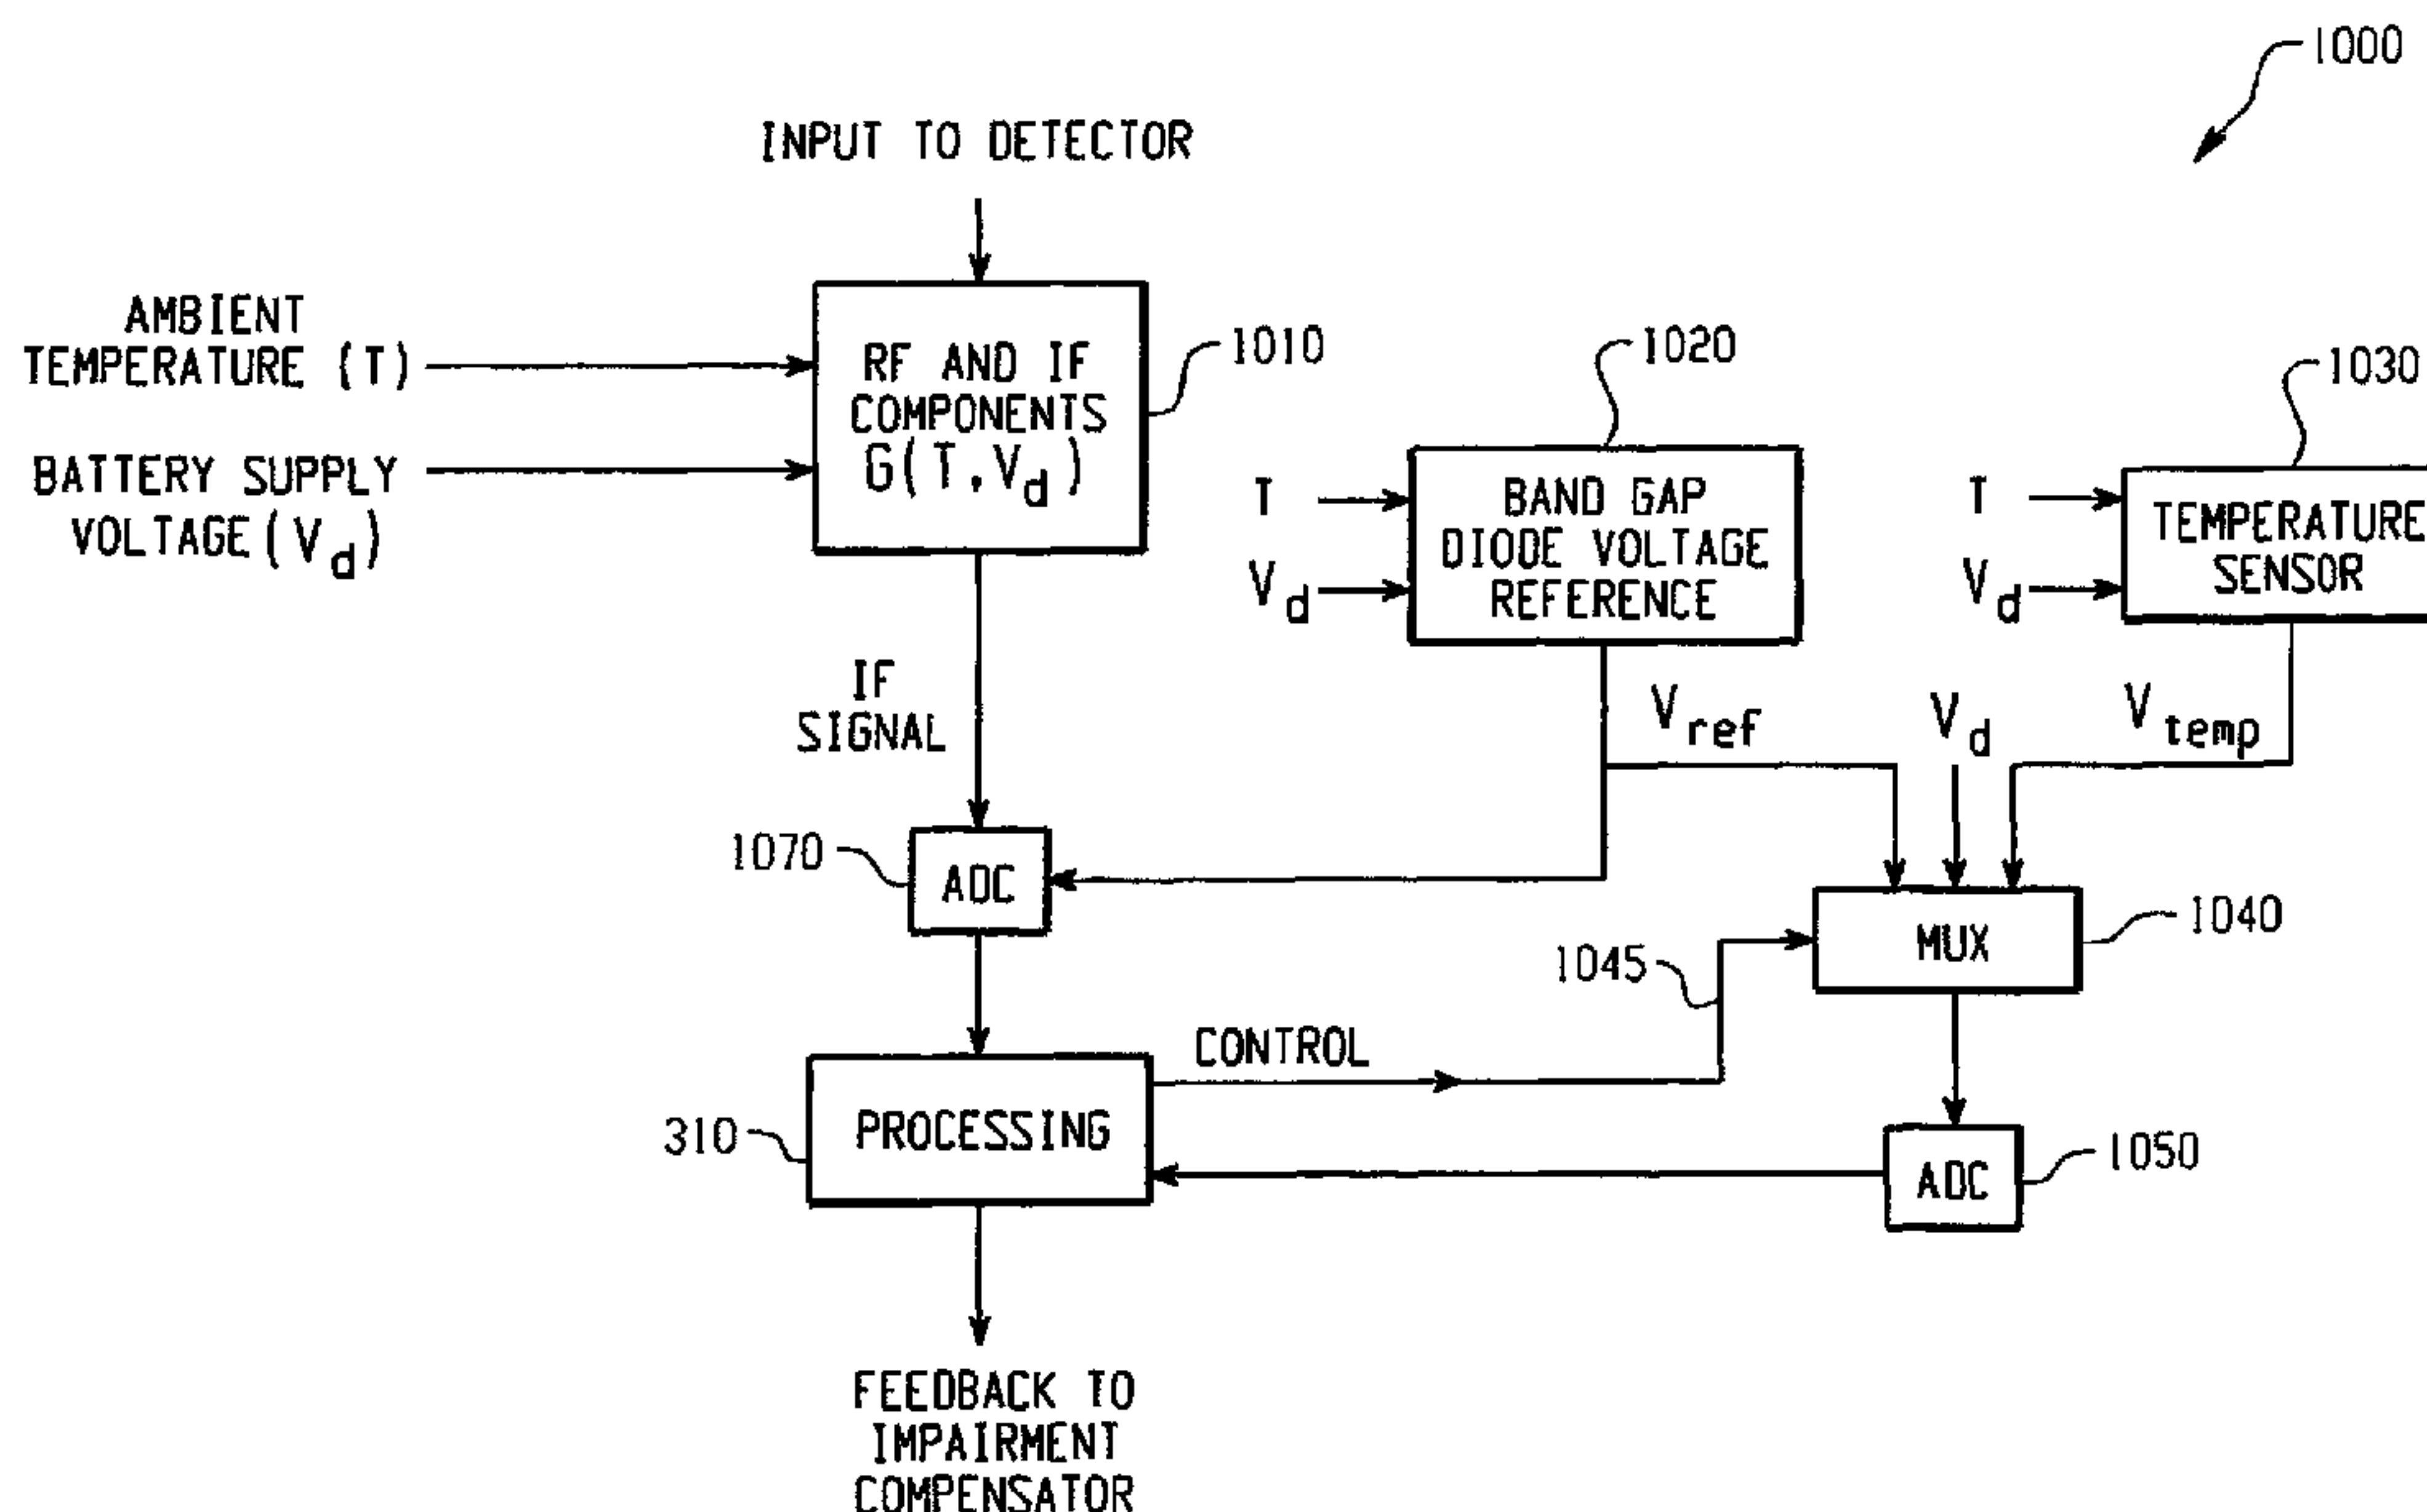 1000
INPUT TO DETECTOR
AMBIENT
TEMPERATURE (T)
BATTERY SUPPLY
VOLTAGE (Vd)
RF AND IF
COMPONENTS
G(T,Vd)
1010
1020
1030
T
Vd
BAND GAP
DIODE VOLTAGE
REFERENCE
T
Vd
TEMPERATURE
SENSOR
IF
SIGNAL
Vref
Vd
Vtemp
1070
ADC
MUX
1040
1045
CONTROL
310
PROCESSING
ADC
1050
FEEDBACK TO
IMPAIRMENT
COMPENSATOR